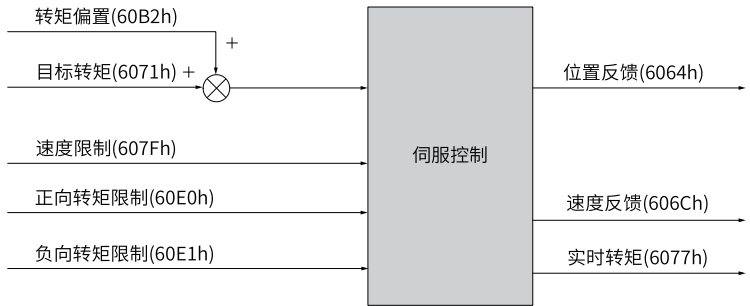 转矩偏置(60B2h)
+
目标转矩(6071h) +
位置反馈(6064h)
速度限制(607Fh)
伺服控制
正向转矩限制(60E0h)
速度反馈(606Ch)
负向转矩限制(60E1h)
实时转矩(6077h)